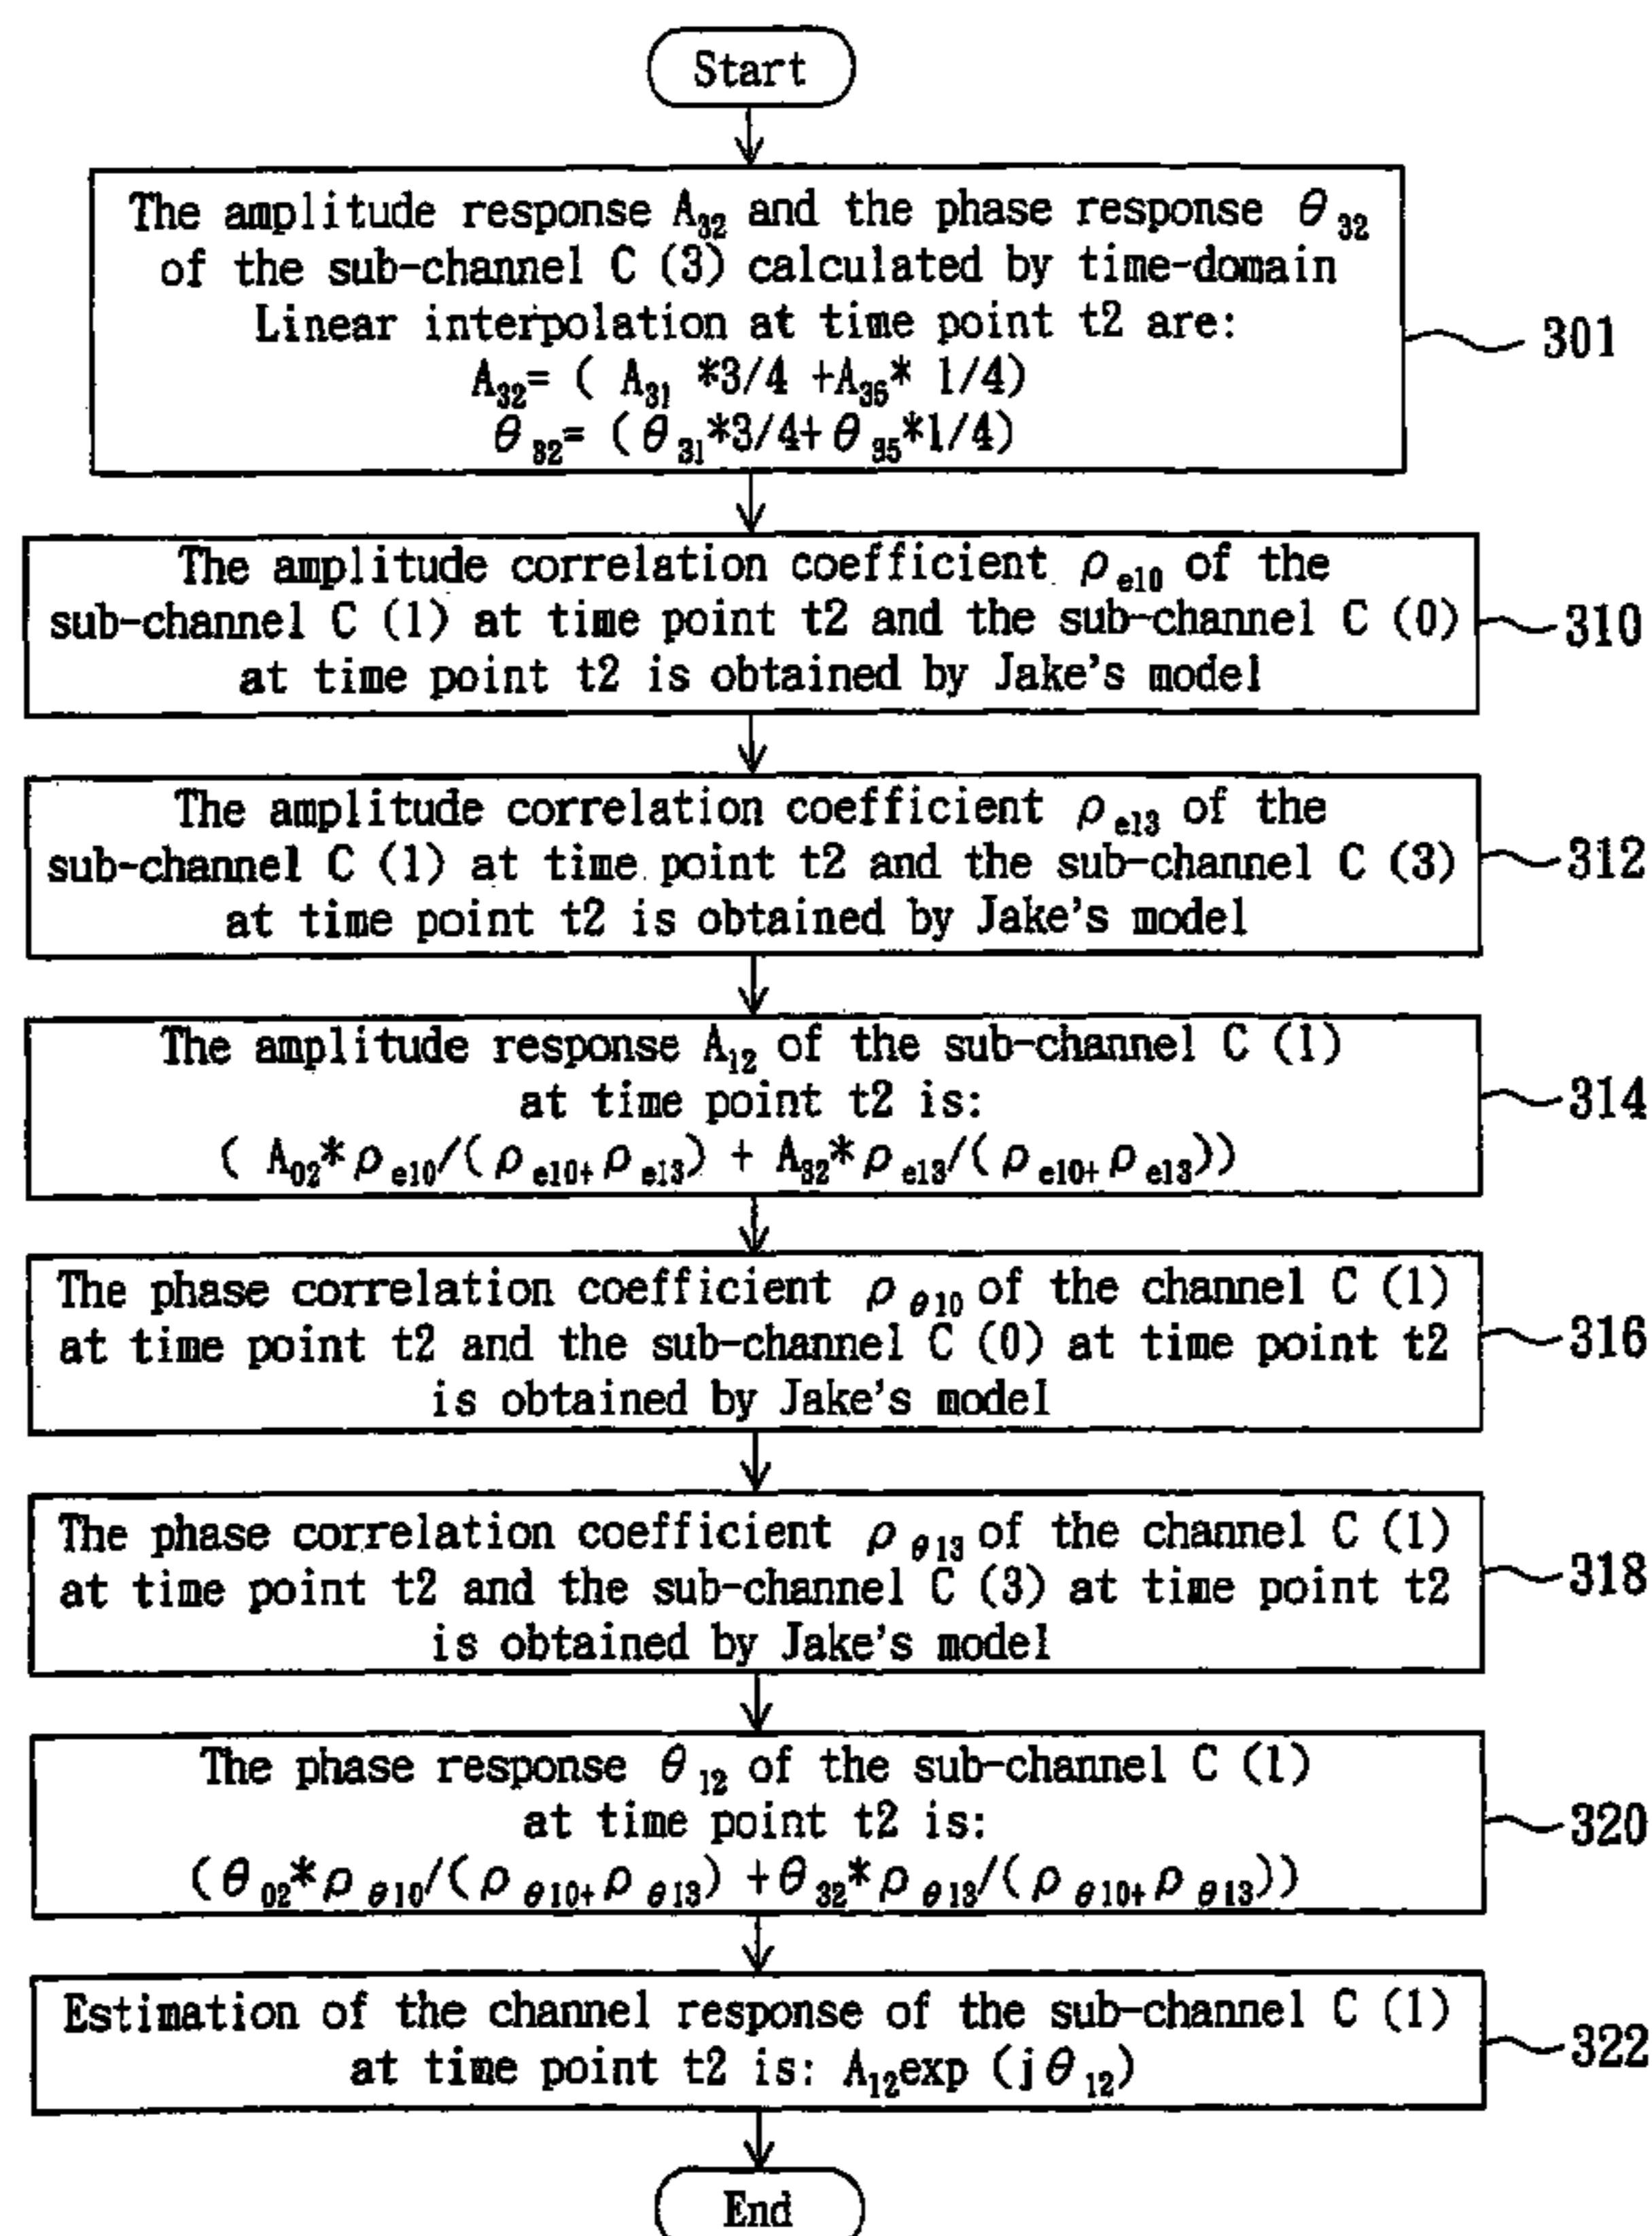 Start
The amplitude response A₃₂ and the phase response θ₃₂
of the sub-channel C (3) calculated by time-domain
Linear interpolation at time point t2 are:
A₃₂= ( A₃₁ *3/4 +A₃₅* 1/4)
θ₃₂= (θ₃₁*3/4+θ₃₅*1/4)
301
The amplitude correlation coefficient ρₑ₁₀ of the
sub-channel C (1) at time point t2 and the sub-channel C (0)
at time point t2 is obtained by Jake's model
310
The amplitude correlation coefficient ρₑ₁₃ of the
sub-channel C (1) at time point t2 and the sub-channel C (3)
at time point t2 is obtained by Jake's model
312
The amplitude response A₁₂ of the sub-channel C (1)
at time point t2 is:
( A₀₂*ρₑ₁₀/(ρₑ₁₀₊ρₑ₁₃) + A₃₂*ρₑ₁₃/(ρₑ₁₀₊ρₑ₁₃))
314
The phase correlation coefficient ρ θ10 of the channel C (1)
at time point t2 and the sub-channel C (0) at time point t2
is obtained by Jake's model
316
The phase correlation coefficient ρ θ13 of the channel C (1)
at time point t2 and the sub-channel C (3) at time point t2
is obtained by Jake's model
318
The phase response θ₁₂ of the sub-channel C (1)
at time point t2 is:
(θ₀₂*ρ θ10/(ρ θ10+ρ θ13) +θ₃₂*ρ θ13/(ρ θ10+ρ θ13))
320
Estimation of the channel response of the sub-channel C (1)
at time point t2 is: A₁₂exp (jθ₁₂)
322
End